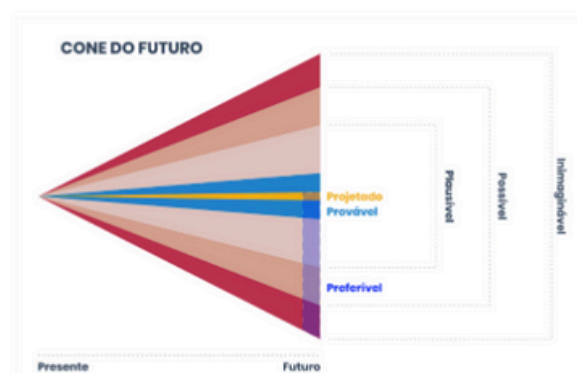 CONE DO FUTURO
Projetado
Provável
Plausível
Possível
Inimaginável
Preferível
Presente
Futuro